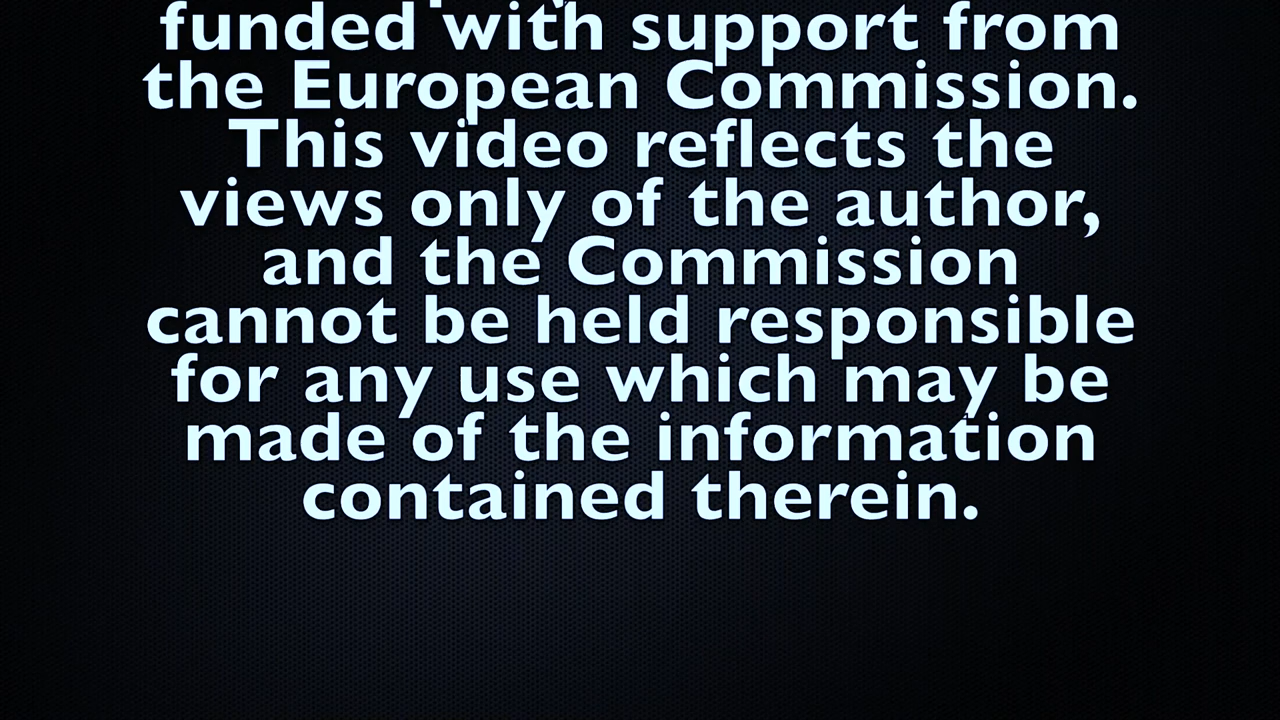 funded with support from
the European Commission.
This video reflects the
views only of the author,
and the Commission
cannot be held responsible
for any use which may be
made of the information
contained therein.